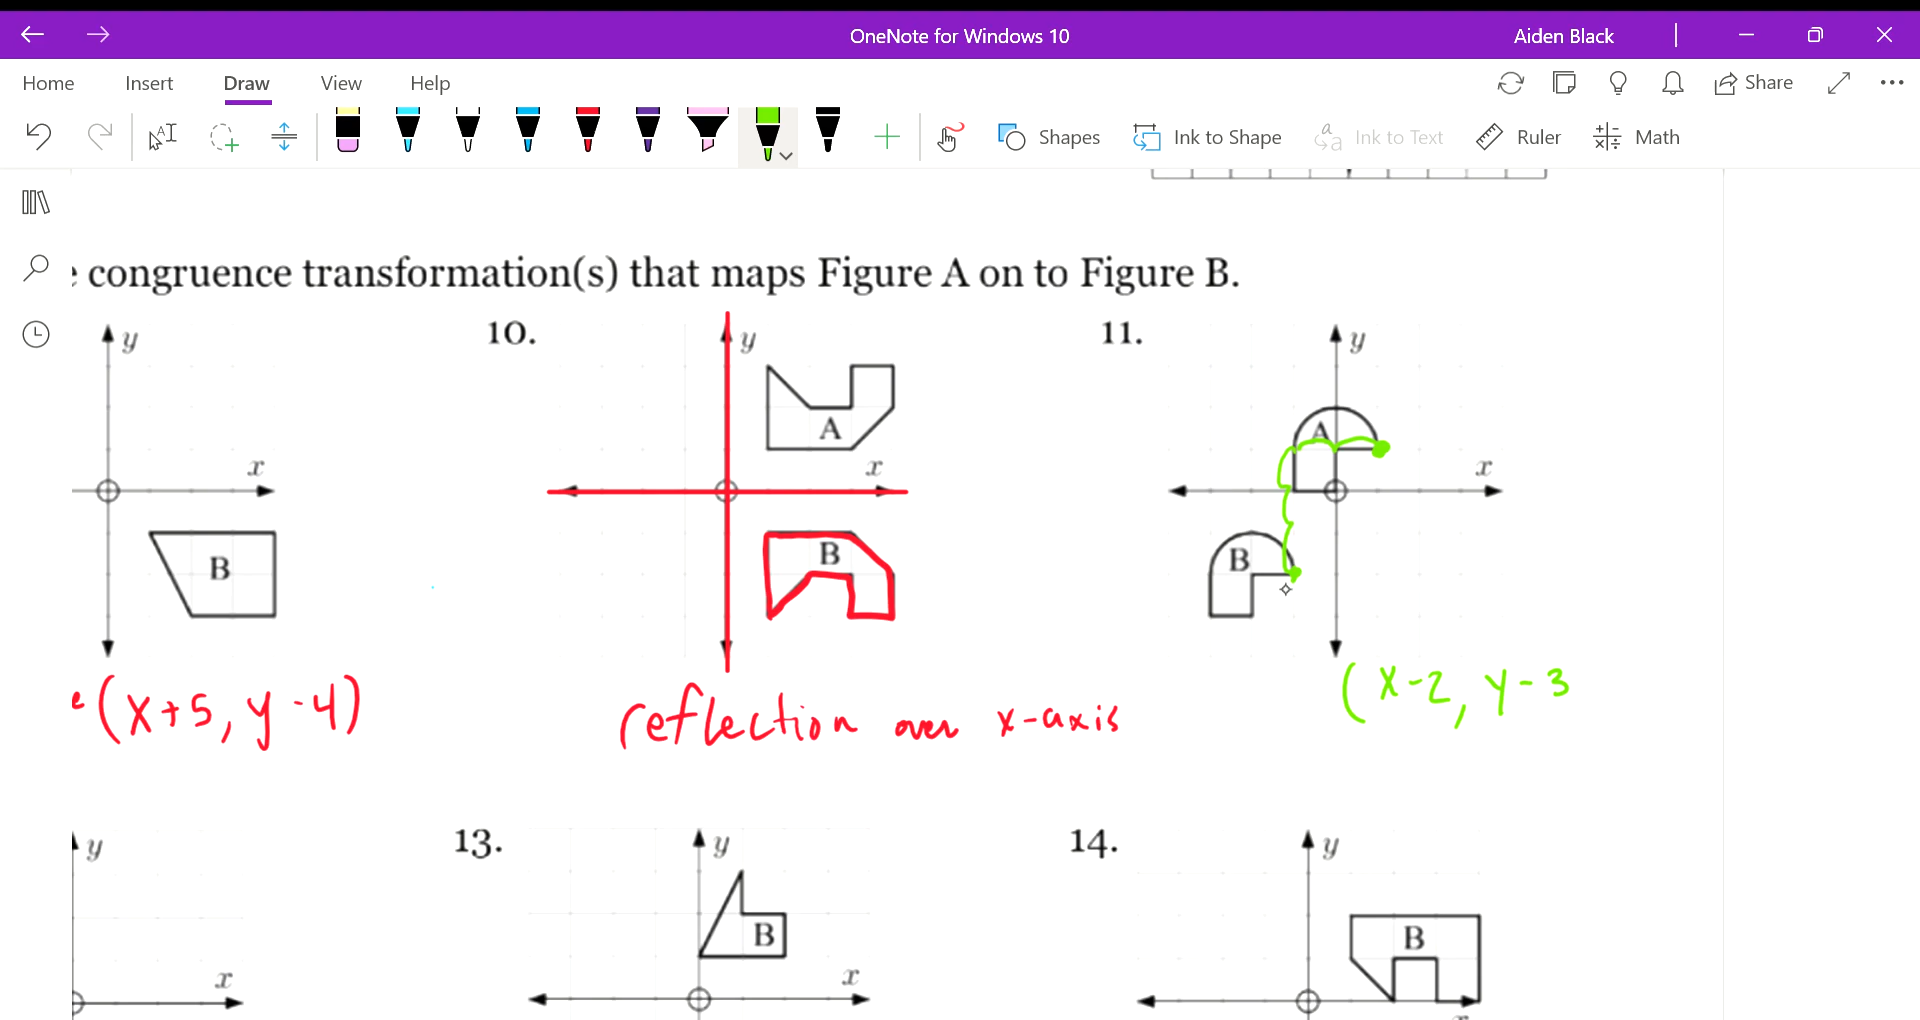 OneNote for Windows 10
Aiden Black
Home Insert Draw View Help
Share
Shapes Ink to Shape Ink to Text Ruler Math
congruence transformation(s) that maps Figure A on to Figure B.
10. 11.
y y y
A
A
x x x
B B B
(x+5, y-4)
reflection over x-axis
(x-2, y-3
13. 14.
y y y
B B
x x